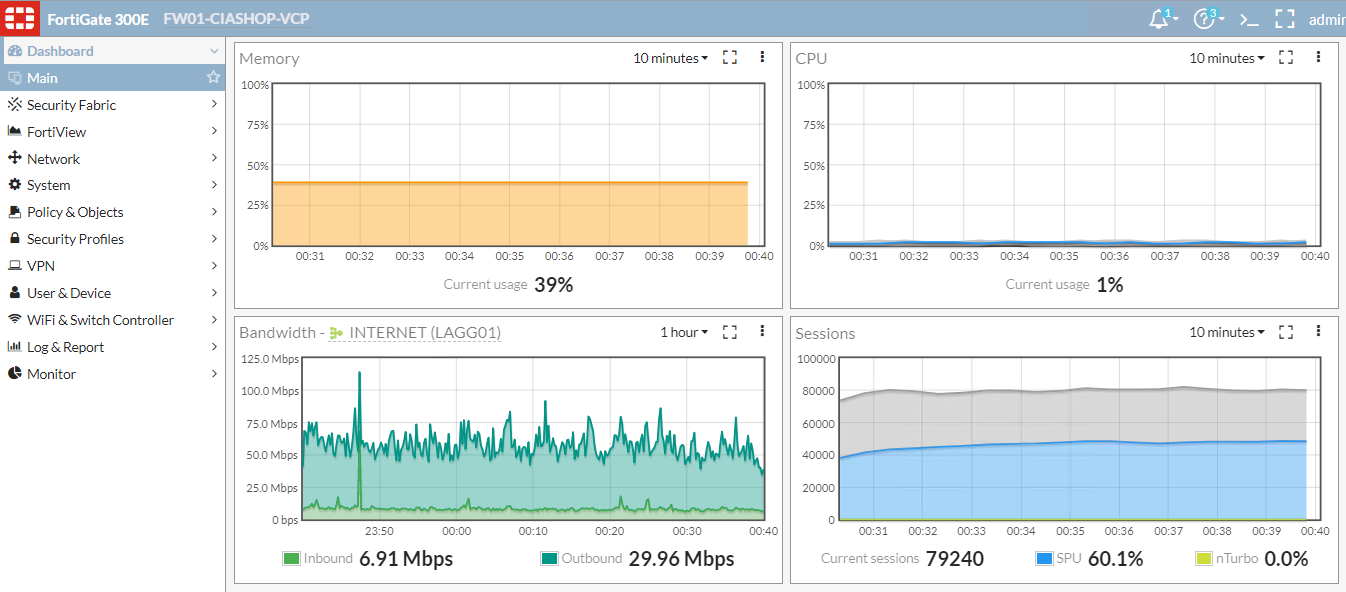 FortiGate 300E FW01-CIASHOP-VCP 1 3 >_ admin
Dashboard
Main
Security Fabric
FortiView
Network
System
Policy & Objects
Security Profiles
VPN
User & Device
WiFi & Switch Controller
Log & Report
Monitor
Memory 10 minutes
100%
75%
50%
25%
0%
00:31 00:32 00:33 00:34 00:35 00:36 00:37 00:38 00:39 00:40
Current usage 39%
CPU 10 minutes
100%
75%
50%
25%
0%
00:31 00:32 00:33 00:34 00:35 00:36 00:37 00:38 00:39 00:40
Current usage 1%
Bandwidth - INTERNET (LAGG01) 1 hour
125.0 Mbps
100.0 Mbps
75.0 Mbps
50.0 Mbps
25.0 Mbps
0 bps
23:50 00:00 00:10 00:20 00:30 00:40
Inbound 6.91 Mbps Outbound 29.96 Mbps
Sessions 10 minutes
100000
80000
60000
40000
20000
0
00:31 00:32 00:33 00:34 00:35 00:36 00:37 00:38 00:39 00:40
Current sessions 79240 SPU 60.1% nTurbo 0.0%